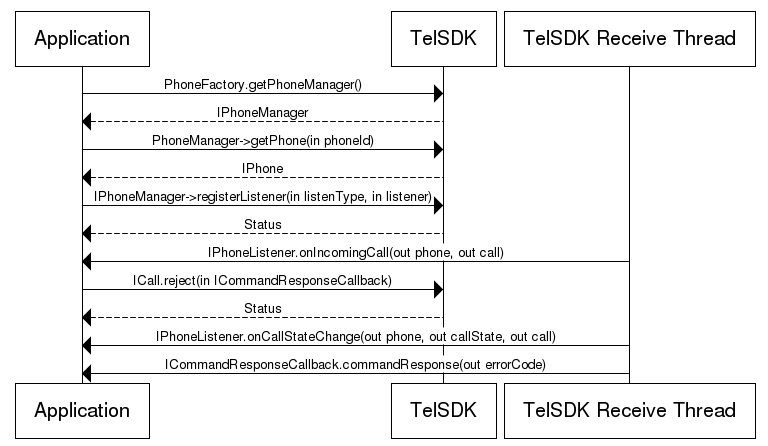 Application
TelSDK
TelSDK Receive Thread
PhoneFactory.getPhoneManager()
IPhoneManager
PhoneManager->getPhone(in phoneId)
IPhone
IPhoneManager->registerListener(in listenType, in listener)
Status
IPhoneListener.onIncomingCall(out phone, out call)
ICall.reject(in ICommandResponseCallback)
Status
IPhoneListener.onCallStateChange(out phone, out callState, out call)
ICommandResponseCallback.commandResponse(out errorCode)
Application
TelSDK
TelSDK Receive Thread